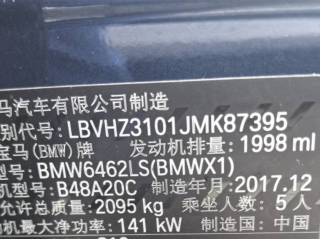 马汽车有限公司制造
别代号: LBVHZ3101JMK87395
宝马(BMW)牌 发动机排量: 1998 ml
型号: BMW6462LS(BMWX1)
机型号: B48A20C 制造年月 2017.12
允许总质量: 2095 kg 乘坐人数: 5 人
机最大净功率: 141 kW 制造国: 中国